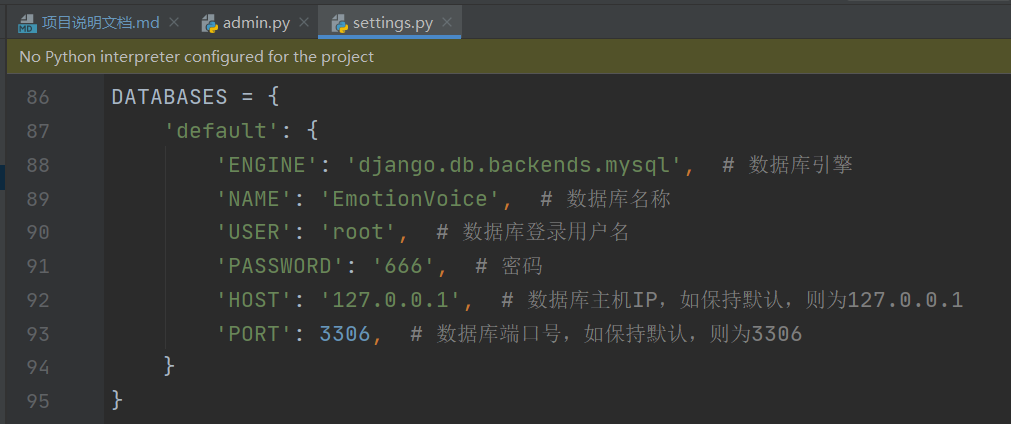 项目说明文档.md admin.py settings.py
No Python interpreter configured for the project
86 DATABASES = {
87 'default': {
88 'ENGINE': 'django.db.backends.mysql', # 数据库引擎
89 'NAME': 'EmotionVoice', # 数据库名称
90 'USER': 'root', # 数据库登录用户名
91 'PASSWORD': '666', # 密码
92 'HOST': '127.0.0.1', # 数据库主机IP，如保持默认，则为127.0.0.1
93 'PORT': 3306, # 数据库端口号，如保持默认，则为3306
94 }
95 }